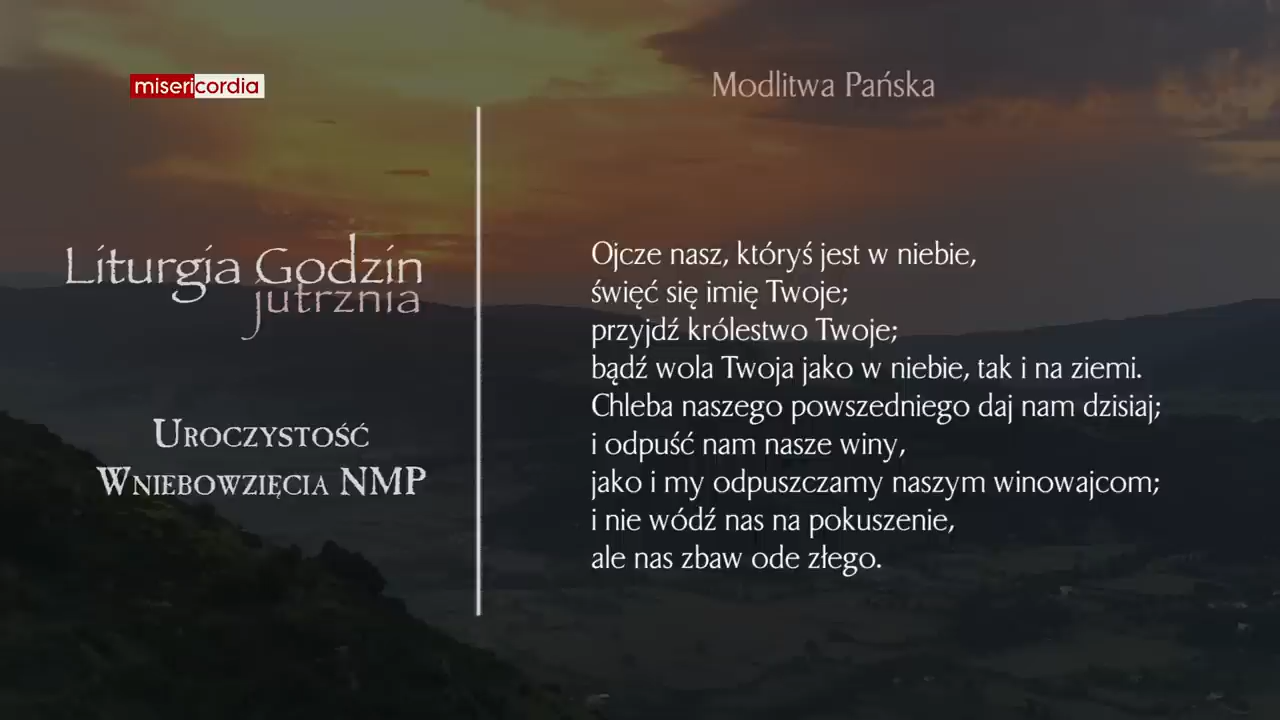 misericordia
Modlitwa Pańska
Liturgia Godzin
jutrznia
Uroczystość
Wniebowzięcia NMP
Ojcze nasz, któryś jest w niebie,
święć się imię Twoje;
przyjdź królestwo Twoje;
bądź wola Twoja jako w niebie, tak i na ziemi.
Chleba naszego powszedniego daj nam dzisiaj;
i odpuść nam nasze winy,
jako i my odpuszczamy naszym winowajcom;
i nie wódź nas na pokuszenie,
ale nas zbaw ode złego.